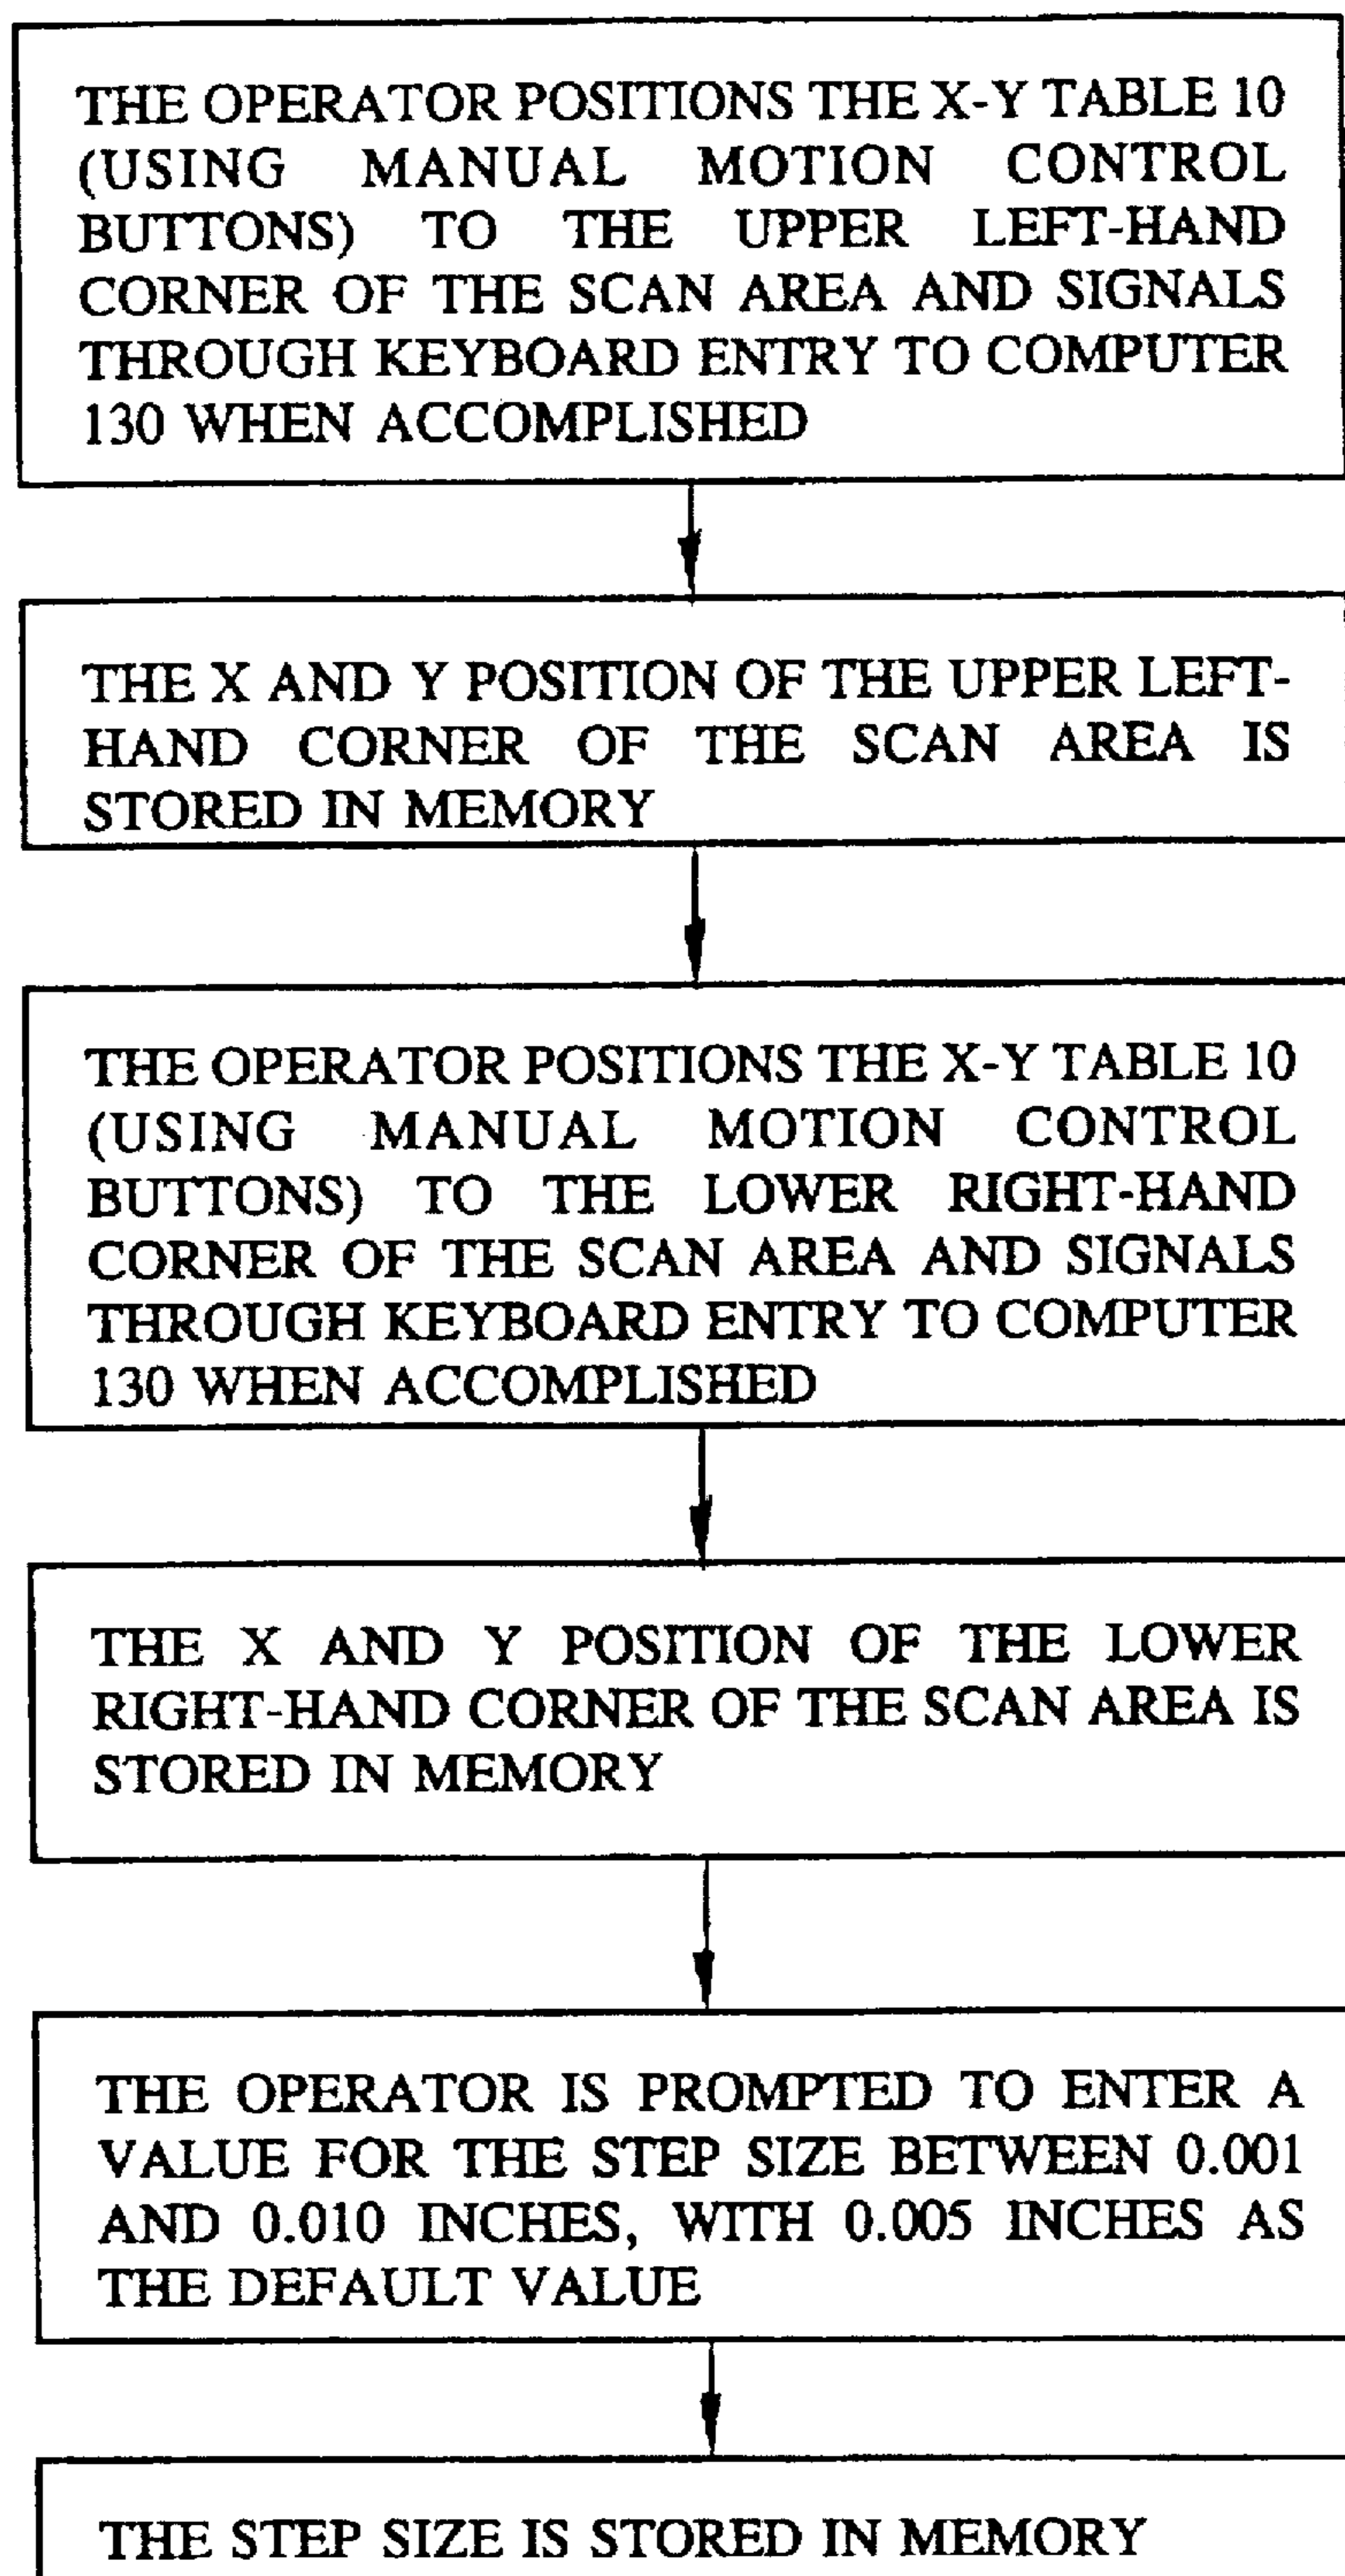 THE OPERATOR POSITIONS THE X-Y TABLE 10
(USING MANUAL MOTION CONTROL
BUTTONS) TO THE UPPER LEFT-HAND
CORNER OF THE SCAN AREA AND SIGNALS
THROUGH KEYBOARD ENTRY TO COMPUTER
130 WHEN ACCOMPLISHED
THE X AND Y POSITION OF THE UPPER LEFT-
HAND CORNER OF THE SCAN AREA IS
STORED IN MEMORY
THE OPERATOR POSITIONS THE X-Y TABLE 10
(USING MANUAL MOTION CONTROL
BUTTONS) TO THE LOWER RIGHT-HAND
CORNER OF THE SCAN AREA AND SIGNALS
THROUGH KEYBOARD ENTRY TO COMPUTER
130 WHEN ACCOMPLISHED
THE X AND Y POSITION OF THE LOWER
RIGHT-HAND CORNER OF THE SCAN AREA IS
STORED IN MEMORY
THE OPERATOR IS PROMPTED TO ENTER A
VALUE FOR THE STEP SIZE BETWEEN 0.001
AND 0.010 INCHES, WITH 0.005 INCHES AS
THE DEFAULT VALUE
THE STEP SIZE IS STORED IN MEMORY